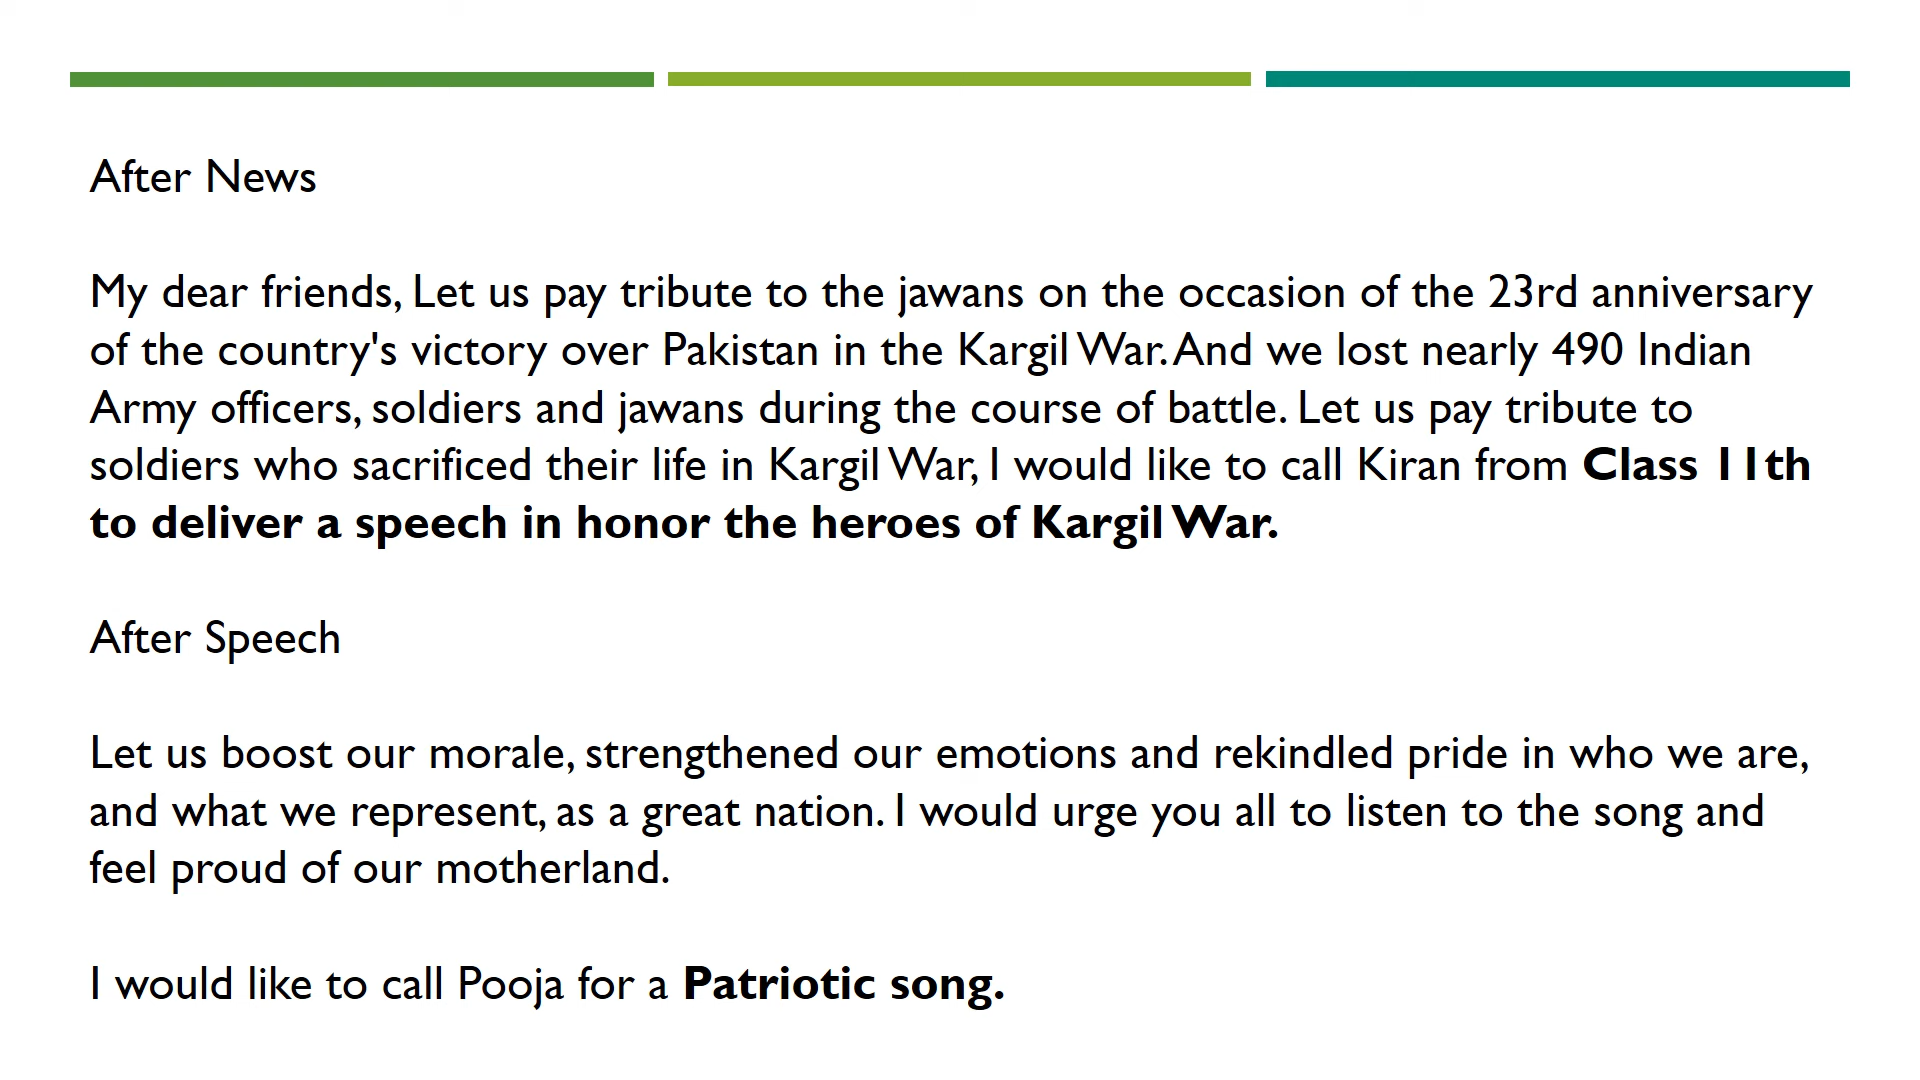 After News
My dear friends, Let us pay tribute to the jawans on the occasion of the 23rd anniversary
of the country's victory over Pakistan in the Kargil War. And we lost nearly 490 Indian
Army officers, soldiers and jawans during the course of battle. Let us pay tribute to
soldiers who sacrificed their life in Kargil War, I would like to call Kiran from Class 11th
to deliver a speech in honor the heroes of Kargil War.
After Speech
Let us boost our morale, strengthened our emotions and rekindled pride in who we are,
and what we represent, as a great nation. I would urge you all to listen to the song and
feel proud of our motherland.
I would like to call Pooja for a Patriotic song.